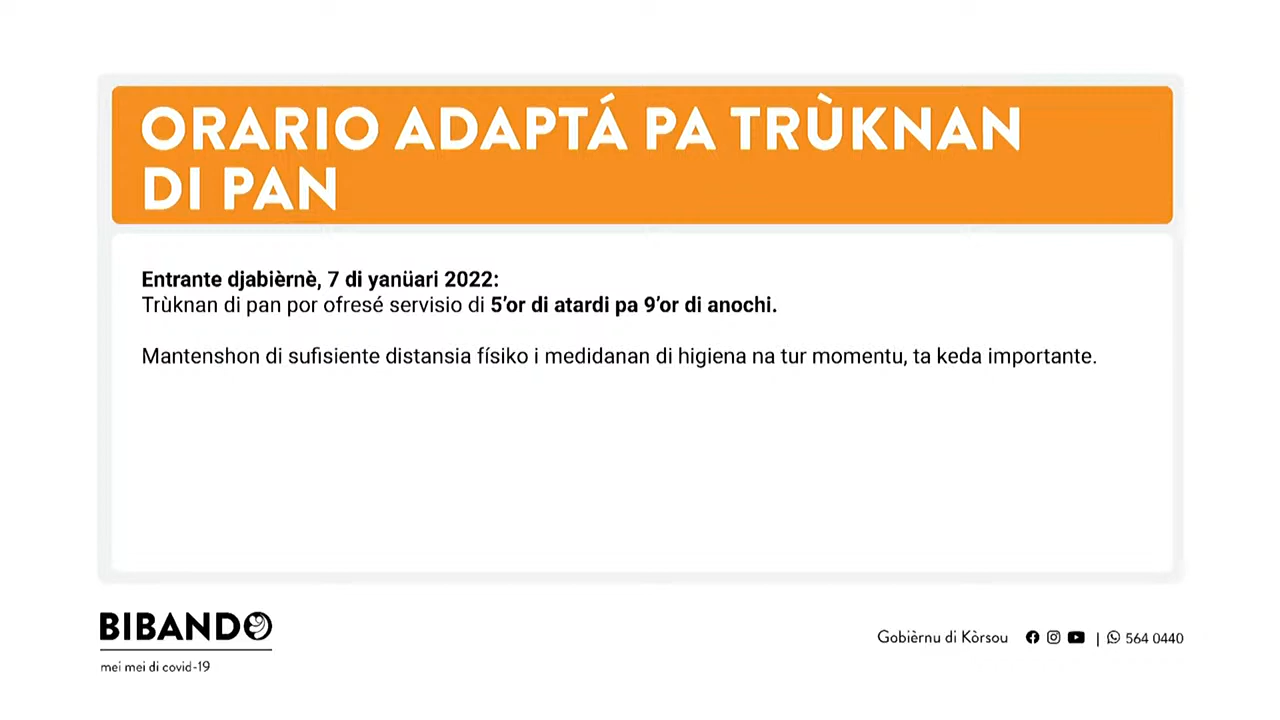 ORARIO ADAPTÁ PA TRÙKNAN
DI PAN
Entrante djabièrnè, 7 di yanüari 2022:
Trùknan di pan por ofresé servisio di 5’or di atardi pa 9’or di anochi.
Mantenshon di sufisiente distansia físiko i medidanan di higiena na tur momentu, ta keda importante.
BIBANDO
mei mei di covid-19
Gobièrnu di Kòrsou | 564 0440